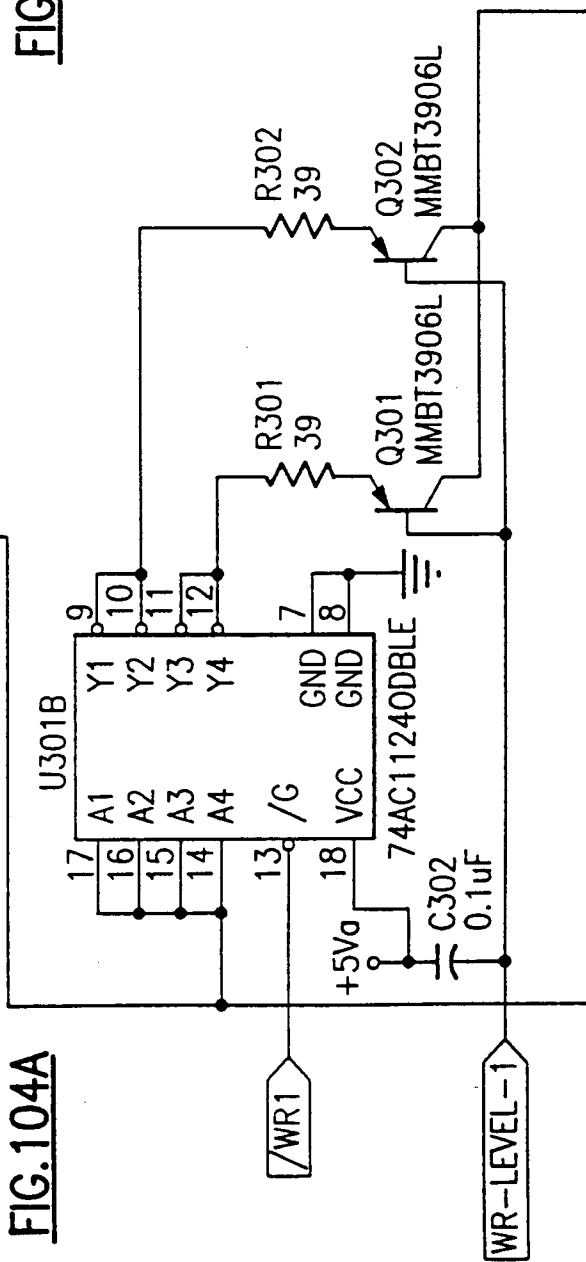 FIG
FIG.104A
U301B
17 A1 Y1 9
16 A2 Y2 10
15 A3 Y3 11
14 A4 Y4 12
13 /G GND 7
18 VCC GND 8
74AC11240DBLE
R301
39
R302
39
Q301
MMBT3906L
Q302
MMBT3906L
/WR1
+5Va
C302
0.1uF
WR-LEVEL-1